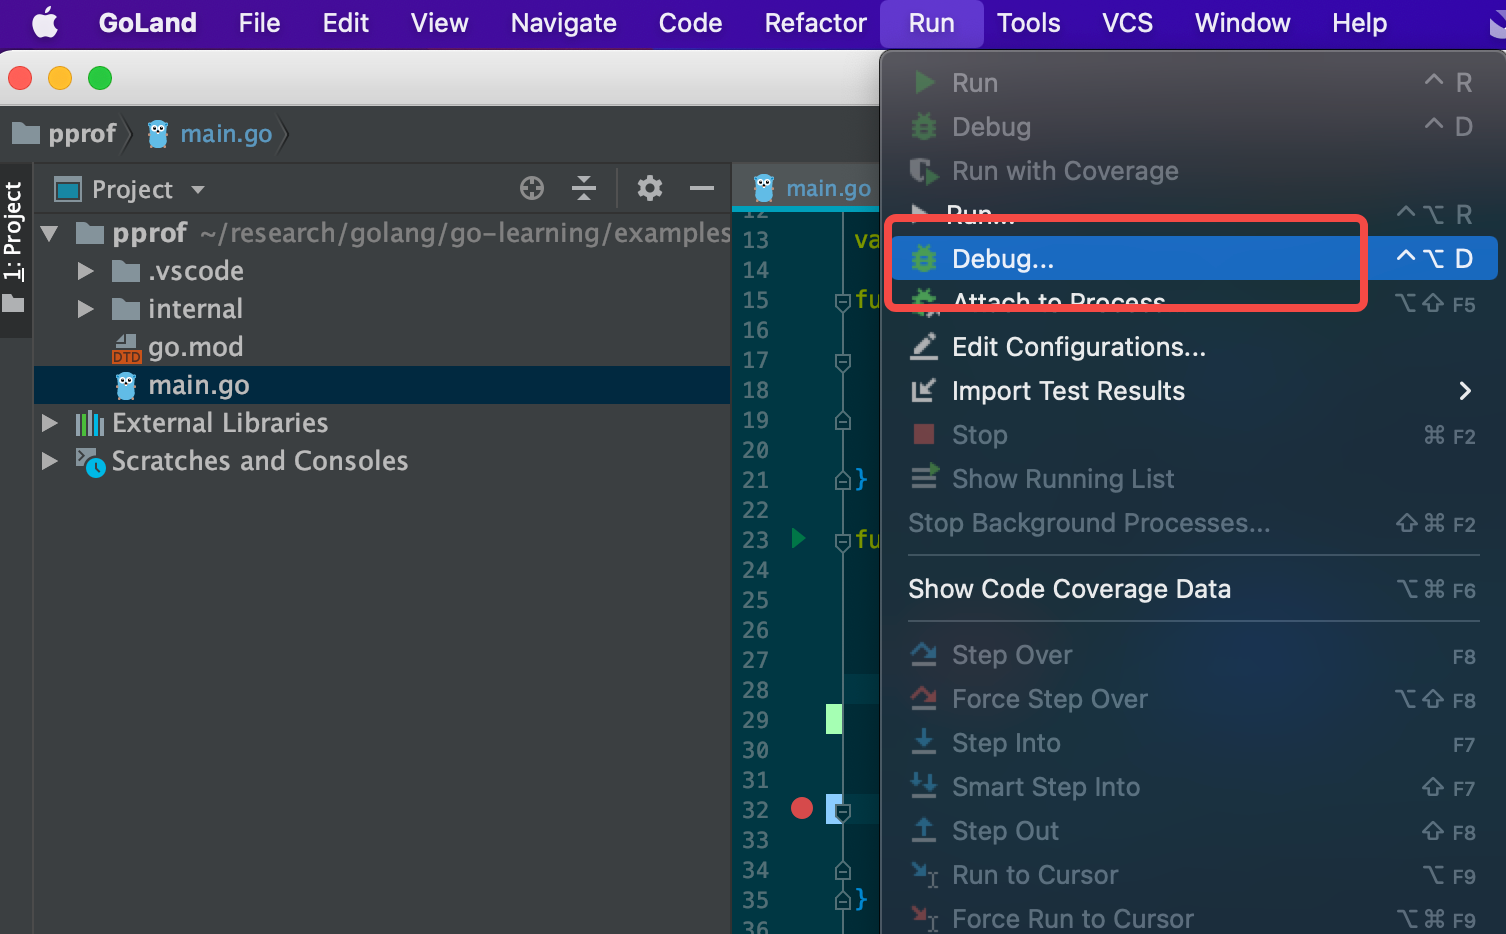 GoLand File Edit View Navigate Code Refactor Run Tools VCS Window Help
pprof main.go
1: Project
Project
pprof ~/research/golang/go-learning/examples
.vscode
internal
go.mod
DTD
main.go
External Libraries
Scratches and Consoles
main.go
12
13 va
14
15 fu
16
17
18
19
20
21 }
22
23 fu
24
25
26
27
28
29
30
31
32
33
34
35 }
36
Run ^ R
Debug ^ D
Run with Coverage
Run... ^⌥ R
Debug... ^⌥ D
Attach to Process ⌥⇧ F5
Edit Configurations...
Import Test Results
Stop ⌘ F2
Show Running List
Stop Background Processes... ⇧⌘ F2
Show Code Coverage Data ⌥⌘ F6
Step Over F8
Force Step Over ⌥⇧ F8
Step Into F7
Smart Step Into ⇧ F7
Step Out ⇧ F8
Run to Cursor ⌥ F9
Force Run to Cursor ⌥⌘ F9